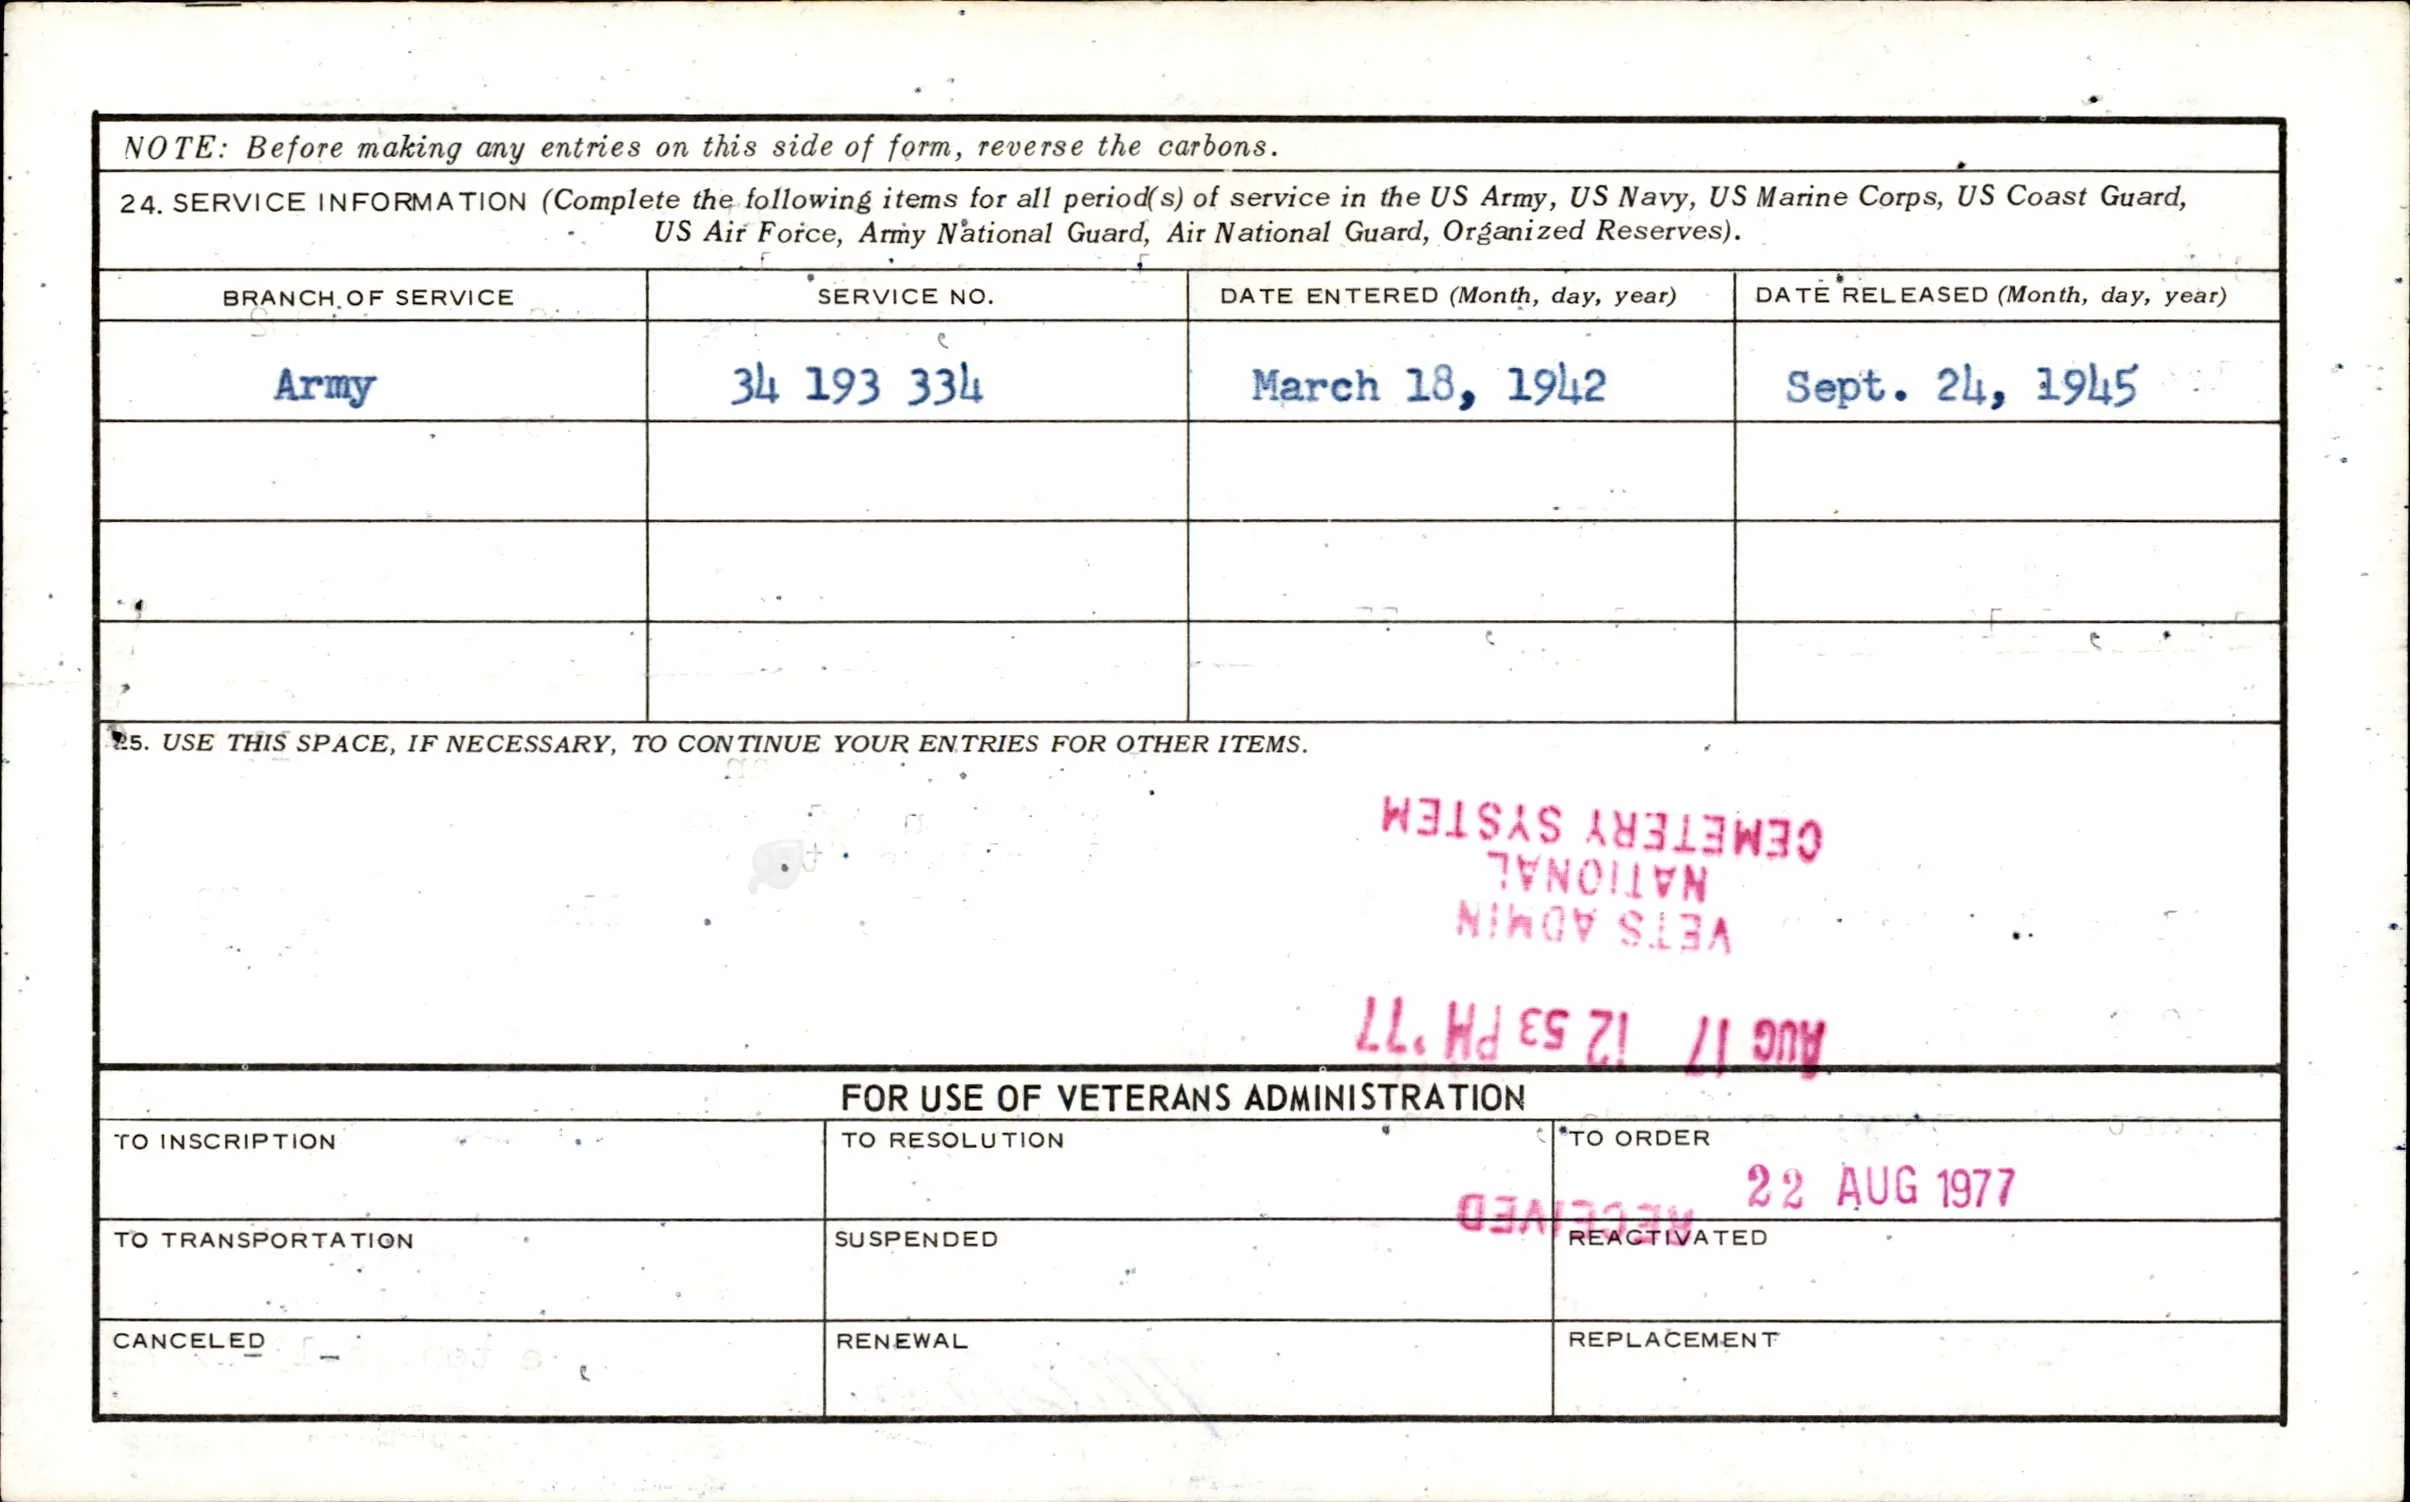 NOTE: Before making any entries on this side of form, reverse the carbons.
24. SERVICE INFORMATION (Complete the following items for all period(s) of service in the US Army, US Navy, US Marine Corps, US Coast Guard,
US Air Force, Army National Guard, Air National Guard, Organized Reserves).
BRANCH OF SERVICE SERVICE NO. DATE ENTERED (Month, day, year) DATE RELEASED (Month, day, year)
Army 34 193 334 March 18, 1942 Sept. 24, 1945
25. USE THIS SPACE, IF NECESSARY, TO CONTINUE YOUR ENTRIES FOR OTHER ITEMS.
CEMETERY SYSTEM
NATIONAL
VETS ADMIN
AUG 17 12 53 PM '77
FOR USE OF VETERANS ADMINISTRATION
TO INSCRIPTION TO RESOLUTION TO ORDER
22 AUG 1977
RECEIVED
TO TRANSPORTATION SUSPENDED REACTIVATED
CANCELED RENEWAL REPLACEMENT